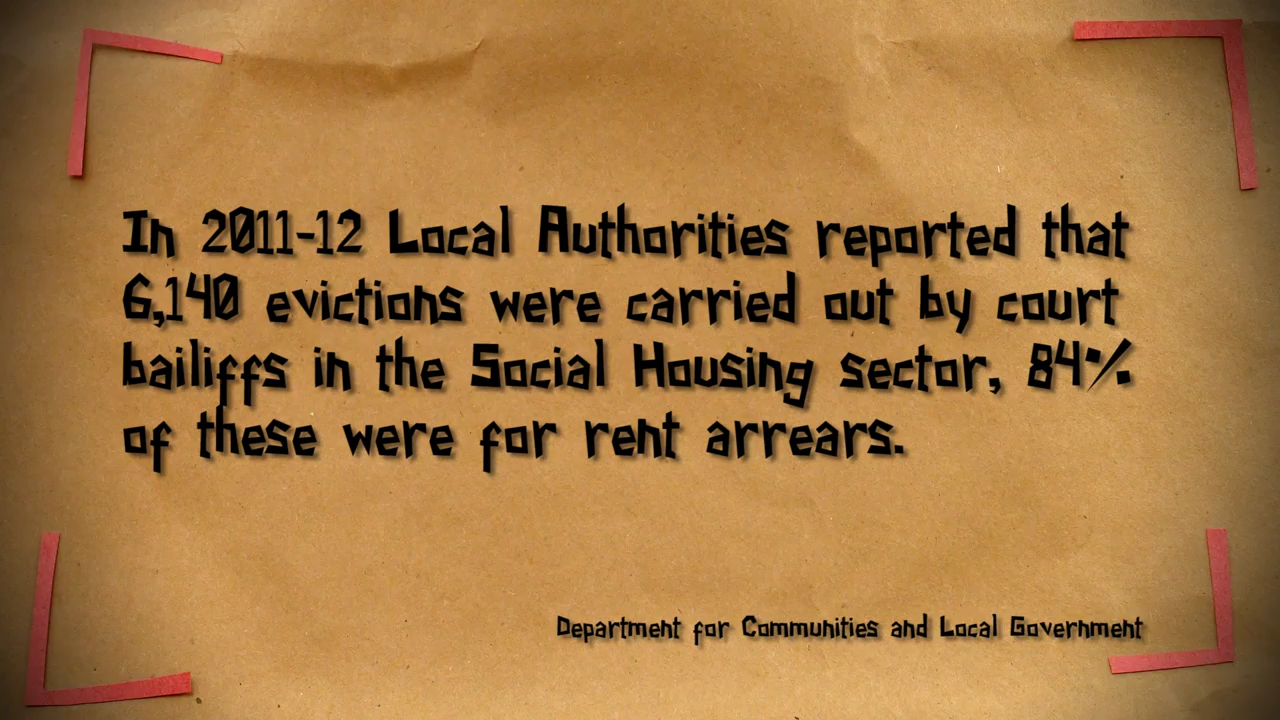 In 2011-12 Local Authorities reported that
6,140 evictions were carried out by court
bailiffs in the Social Housing sector, 84%
of these were for rent arrears.
Department for Communities and Local Government